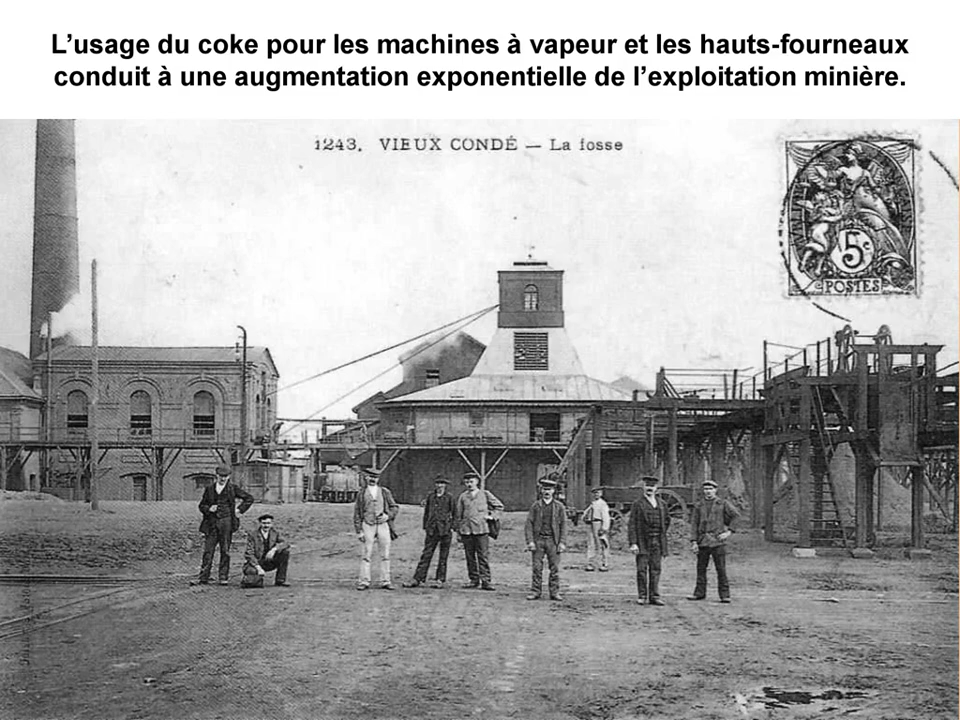 L’usage du coke pour les machines à vapeur et les hauts-fourneaux
conduit à une augmentation exponentielle de l’exploitation minière.
1243. VIEUX CONDÉ — La fosse
5c
POSTES